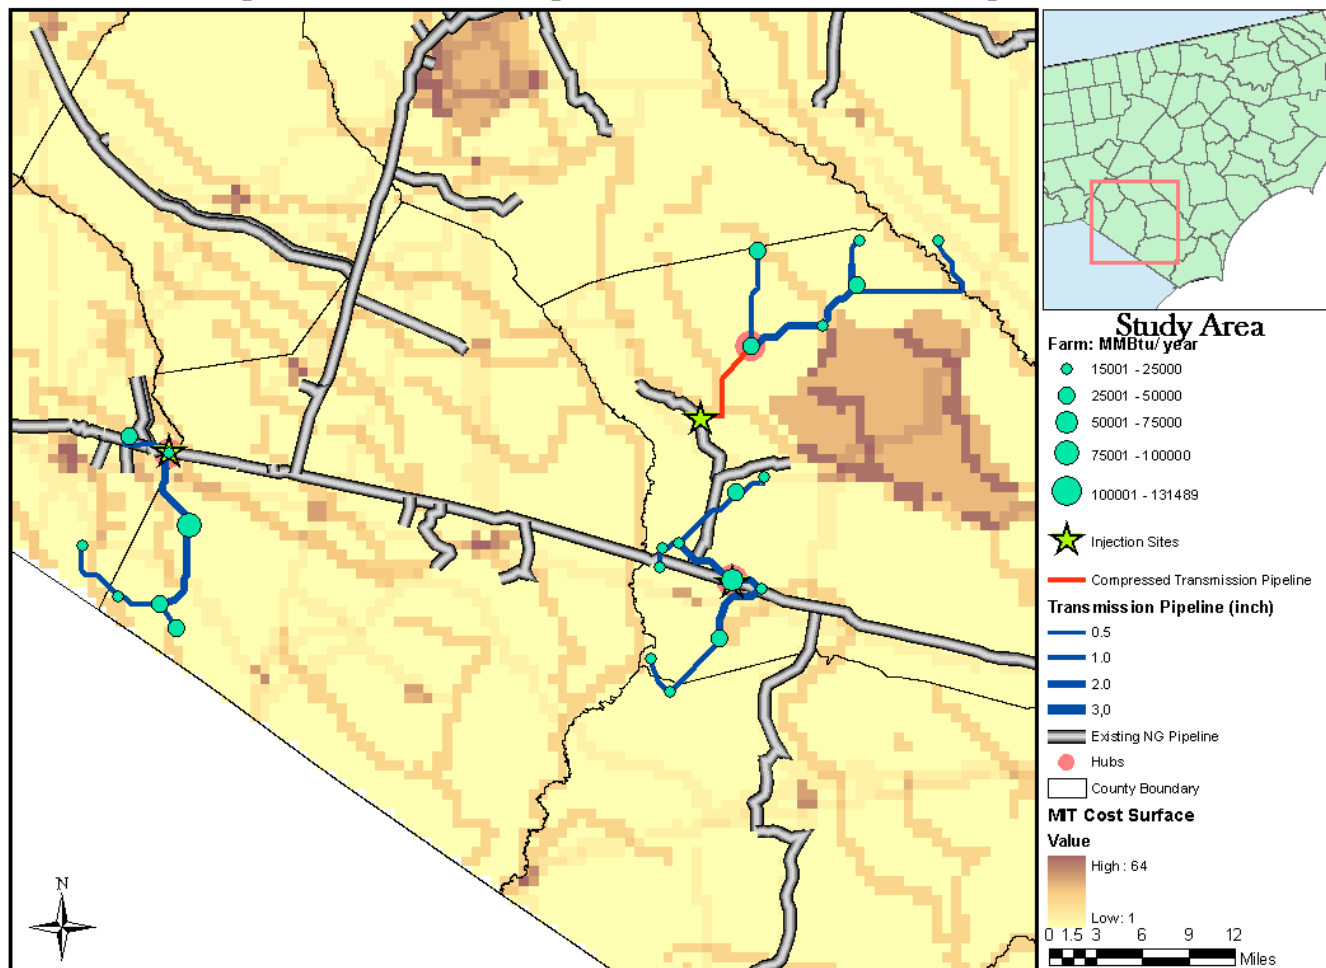 Study Area
Farm: MMBtu/ year
15001 - 25000
25001 - 50000
50001 - 75000
75001 - 100000
100001 - 131489
Injection Sites
Compressed Transmission Pipeline
Transmission Pipeline (inch)
0.5
1.0
2.0
3,0
Existing NG Pipeline
Hubs
County Boundary
MIT Cost Surface
Value
High : 64
Low: 1
N
0 1.5 3 6 9 12
Miles